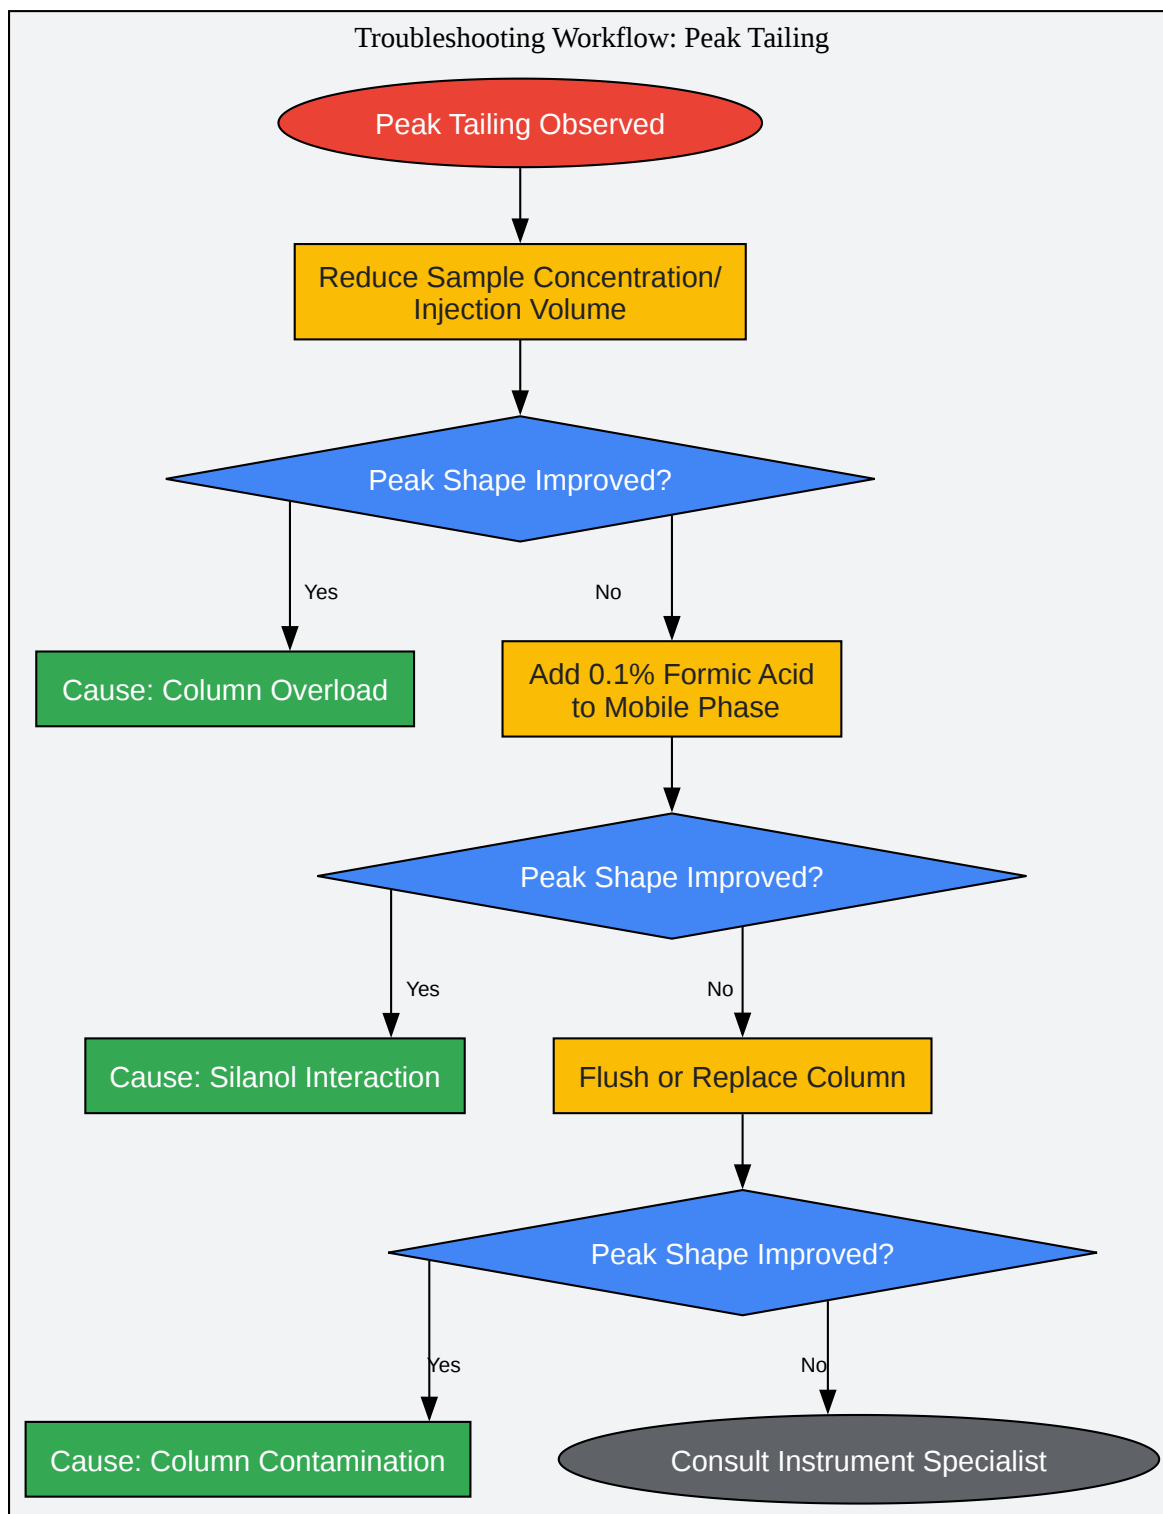 Troubleshooting Workflow: Peak Tailing
Peak Tailing Observed
Reduce Sample Concentration/
Injection Volume
Peak Shape Improved?
Yes
No
Cause: Column Overload
Add 0.1% Formic Acid
to Mobile Phase
Peak Shape Improved?
Yes
No
Cause: Silanol Interaction
Flush or Replace Column
Peak Shape Improved?
Yes
No
Cause: Column Contamination
Consult Instrument Specialist